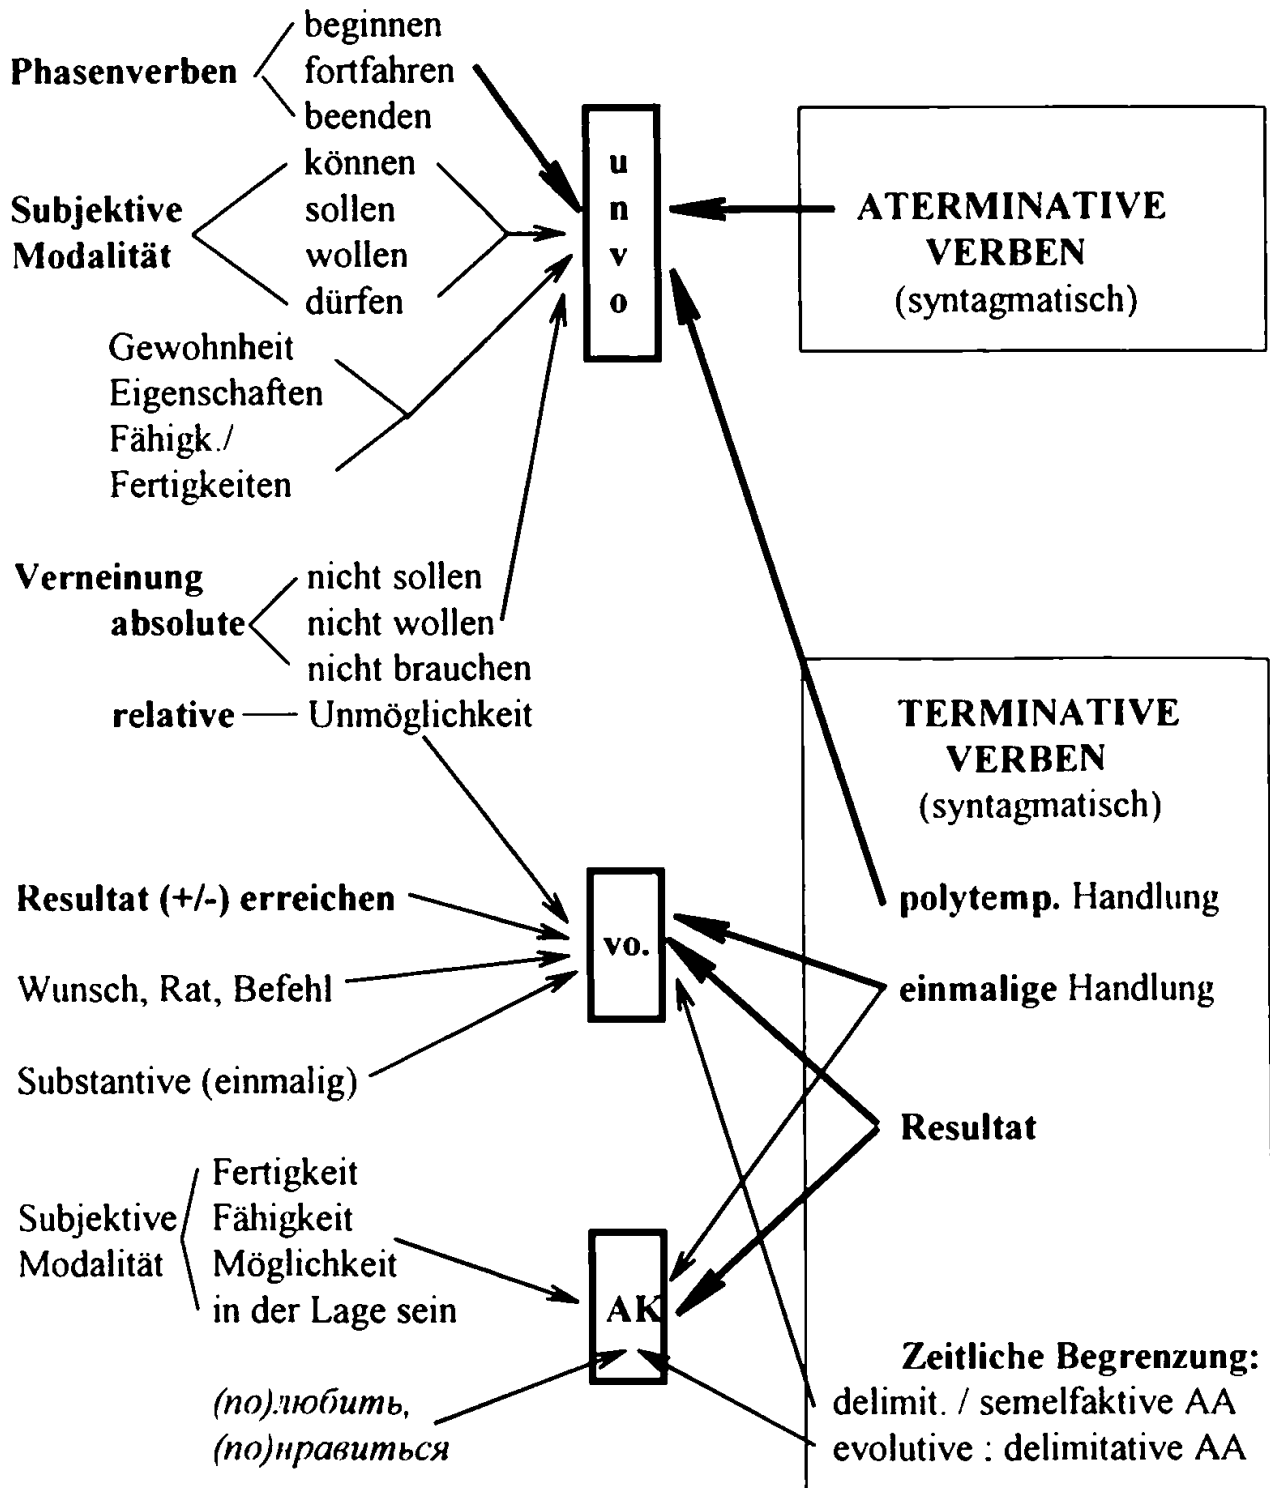 beginnen
Phasenverben
fortfahren
beenden
können
Subjektive
Modalität
sollen
wollen
dürfen
Gewohnheit
Eigenschaften
Fähigk./
Fertigkeiten
u
n
v
o
ATERMINATIVE
VERBEN
(syntagmatisch)
Verneinung
absolute
nicht sollen
nicht wollen
nicht brauchen
relative
Unmöglichkeit
TERMINATIVE
VERBEN
(syntagmatisch)
Resultat (+/-) erreichen
Wunsch, Rat, Befehl
Substantive (einmalig)
vo.
polytemp. Handlung
einmalige Handlung
Resultat
Subjektive
Modalität
Fertigkeit
Fähigkeit
Möglichkeit
in der Lage sein
AK
(по)любить,
(по)нравиться
Zeitliche Begrenzung:
delimit. / semelfaktive AA
evolutive : delimitative AA